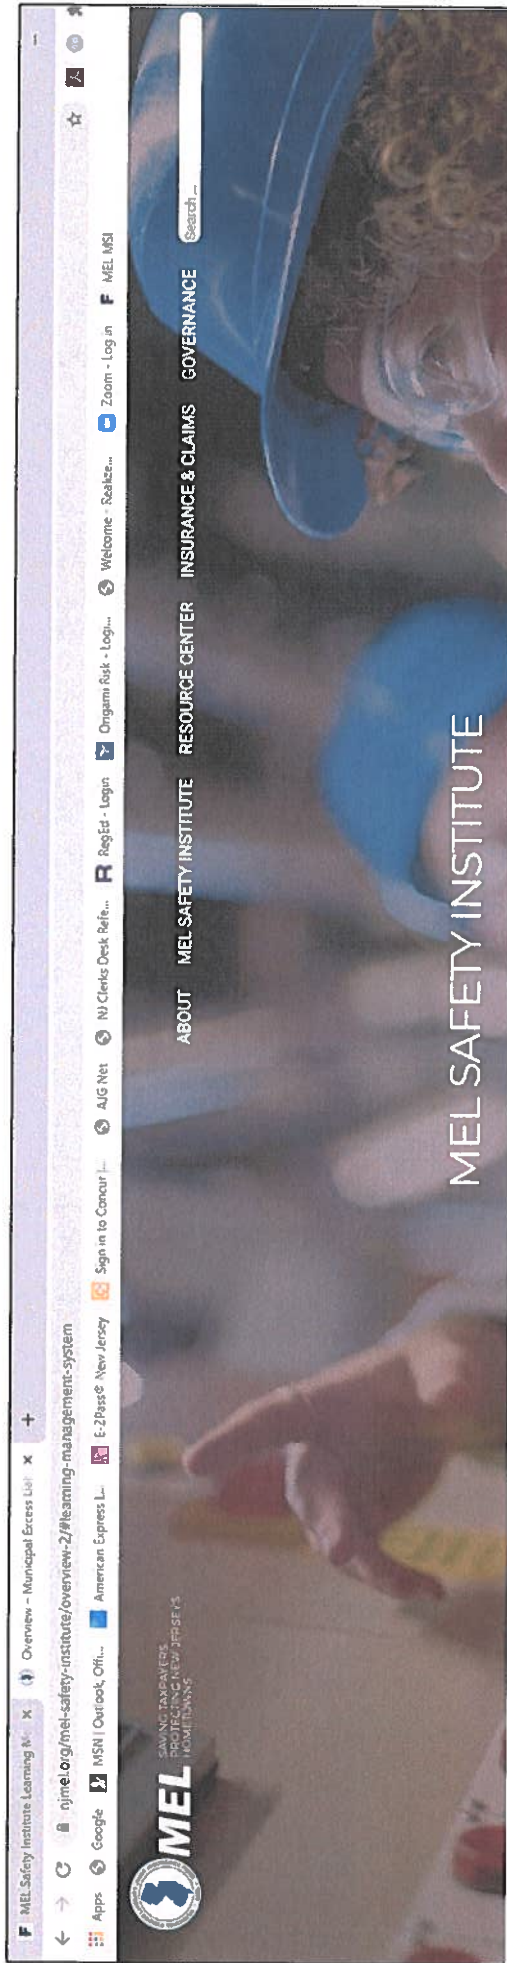 MEL Safety Institute Learning M
Overview – Municipal Excess Liab
njmel.org/mel-safety-institute/overview-2/#learning-management-system
Apps
Google
MSN | Outlook, Offi...
American Express L...
E-ZPass® New Jersey
Sign in to Concur |...
AJG Net
NJ Clerks Desk Refe...
RegEd - Login
Origami Risk - Logi...
Welcome - Realize...
Zoom - Log in
MEL MSI
MEL
SAVING TAXPAYERS
PROTECTING NEW JERSEY'S
HOMETOWNS
ABOUT
MEL SAFETY INSTITUTE
RESOURCE CENTER
INSURANCE & CLAIMS
GOVERNANCE
Search ...
MEL SAFETY INSTITUTE